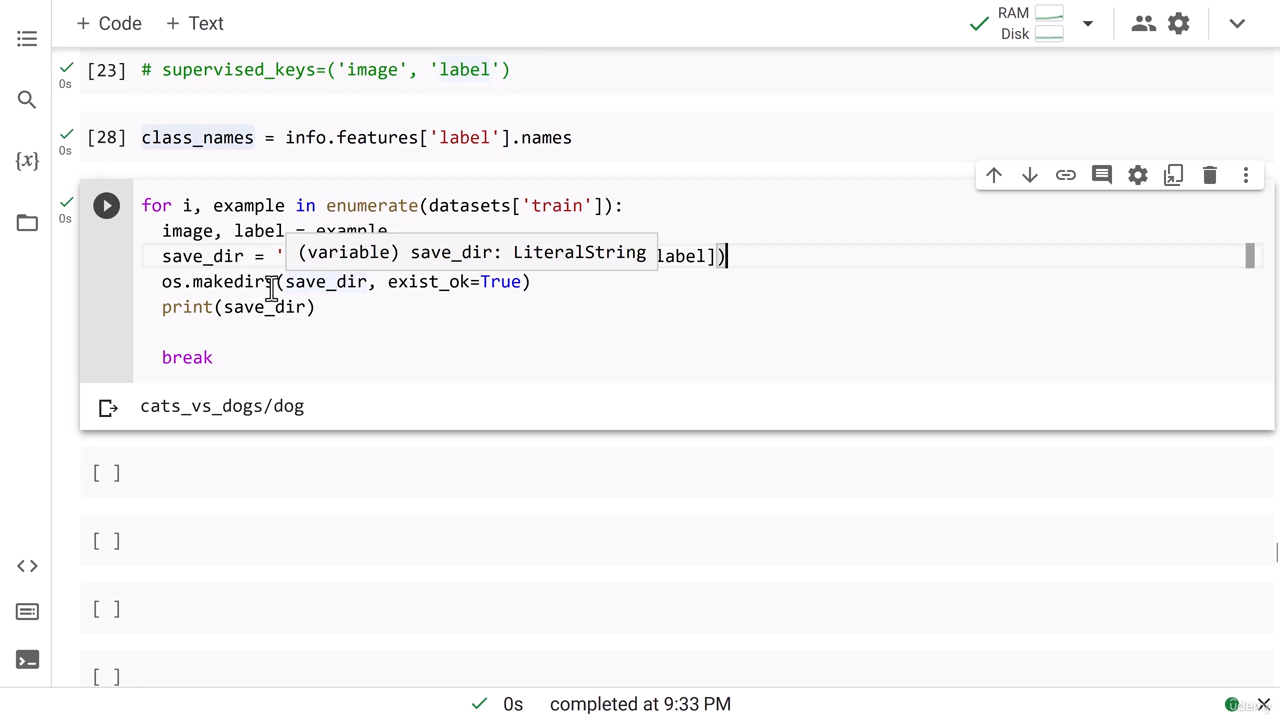 + Code + Text
RAM
Disk
[23] # supervised_keys=('image', 'label')
0s
[28] class_names = info.features['label'].names
0s
for i, example in enumerate(datasets['train']):
0s
image, label = example
(variable) save_dir: LiteralString
save_dir = ' label])
os.makedirs(save_dir, exist_ok=True)
print(save_dir)
break
cats_vs_dogs/dog
[ ]
[ ]
[ ]
[ ]
{x}
<>
0s completed at 9:33 PM
udemy